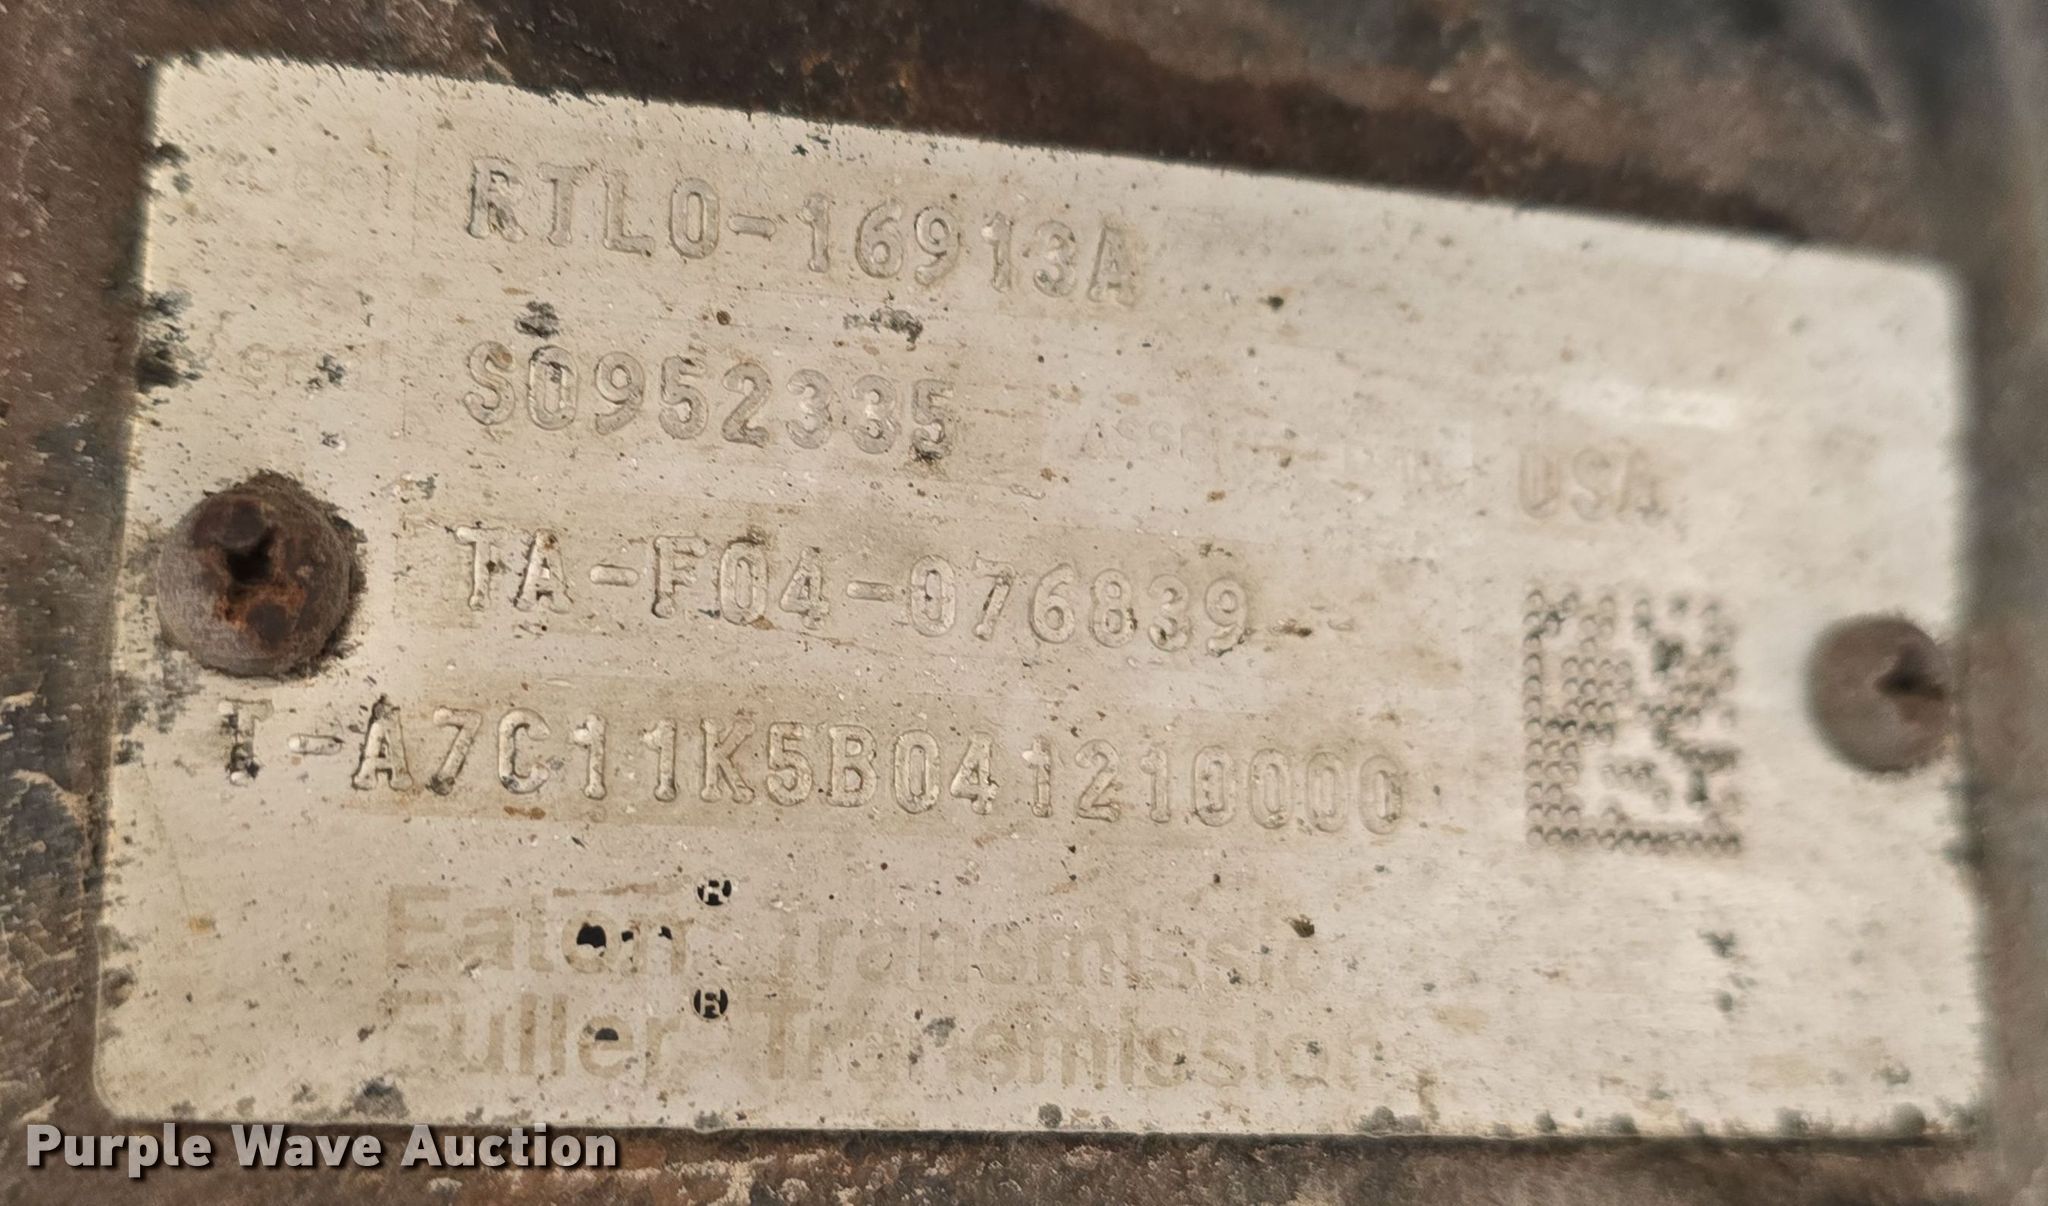 RTLO-16913A
S0952335
USA
TA-F04-076839
T-A7C11K5B041210000
Eaton® Transmission
Fuller® Transmission
Purple Wave Auction